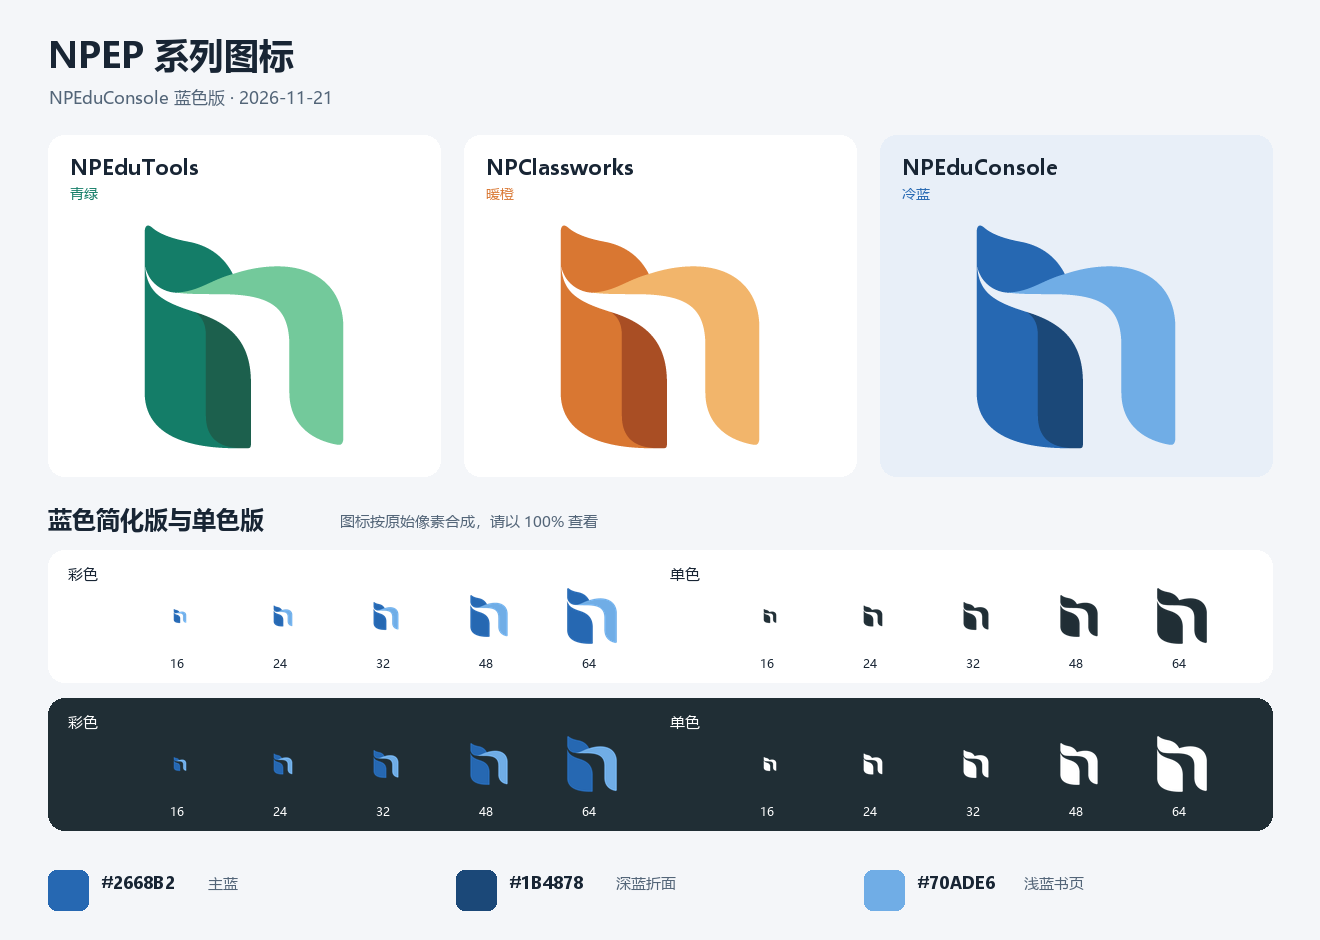 NPEP 系列图标
NPEduConsole 蓝色版 · 2026-11-21
NPEduTools
青绿
NPClassworks
暖橙
NPEduConsole
冷蓝
蓝色简化版与单色版
图标按原始像素合成，请以 100% 查看
彩色
16 24 32 48 64
单色
16 24 32 48 64
彩色
16 24 32 48 64
单色
16 24 32 48 64
#2668B2 主蓝
#1B4878 深蓝折面
#70ADE6 浅蓝书页